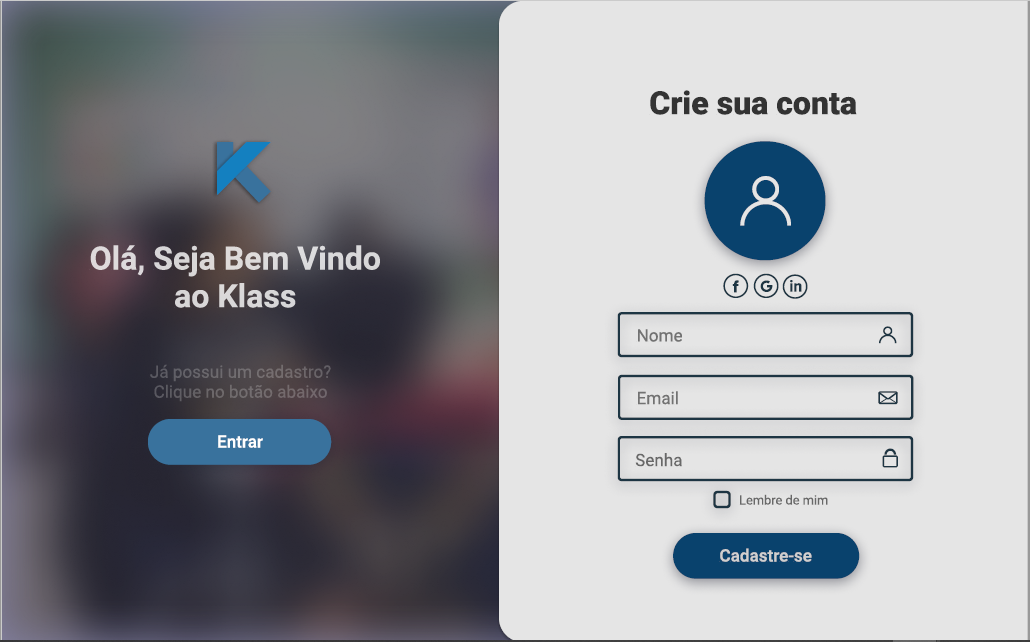 Olá, Seja Bem Vindo
ao Klass
Já possui um cadastro?
Clique no botão abaixo
Entrar
Crie sua conta
f G in
Nome
Email
Senha
Lembre de mim
Cadastre-se